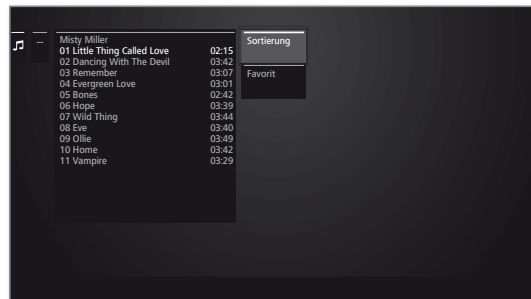 ...
Misty Miller
01 Little Thing Called Love 02:15
02 Dancing With The Devil 03:42
03 Remember 03:07
04 Evergreen Love 03:01
05 Bones 02:42
06 Hope 03:39
07 Wild Thing 03:44
08 Eve 03:40
09 Ollie 03:49
10 Home 03:42
11 Vampire 03:29
Sortierung
Favorit